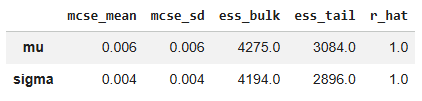 mcse_mean mcse_sd ess_bulk ess_tail r_hat
mu 0.006 0.006 4275.0 3084.0 1.0
sigma 0.004 0.004 4194.0 2896.0 1.0